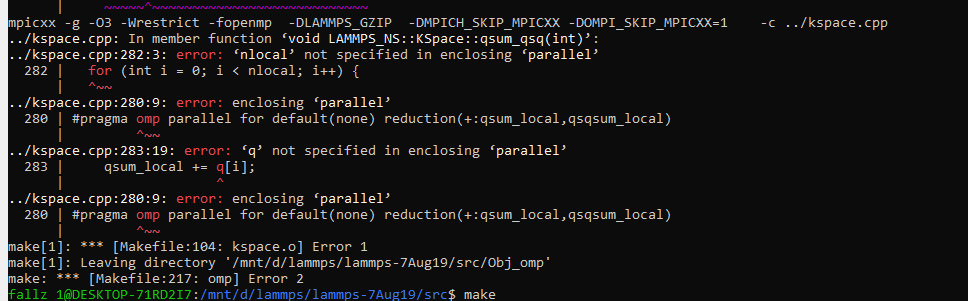 | ~~~~~^~~~~~~~~~~~~~~~~~~~~~~~~~~~
mpicxx -g -O3 -Wrestrict -fopenmp  -DLAMMPS_GZIP  -DMPICH_SKIP_MPICXX -DOMPI_SKIP_MPICXX=1    -c ../kspace.cpp
../kspace.cpp: In member function ‘void LAMMPS_NS::KSpace::qsum_qsq(int)’:
../kspace.cpp:282:3: error: ‘nlocal’ not specified in enclosing ‘parallel’
  282 |   for (int i = 0; i < nlocal; i++) {
      |   ^~~
../kspace.cpp:280:9: error: enclosing ‘parallel’
  280 | #pragma omp parallel for default(none) reduction(+:qsum_local,qsqsum_local)
      |         ^~~
../kspace.cpp:283:19: error: ‘q’ not specified in enclosing ‘parallel’
  283 |     qsum_local += q[i];
      |                   ^
../kspace.cpp:280:9: error: enclosing ‘parallel’
  280 | #pragma omp parallel for default(none) reduction(+:qsum_local,qsqsum_local)
      |         ^~~
make[1]: *** [Makefile:104: kspace.o] Error 1
make[1]: Leaving directory '/mnt/d/lammps/lammps-7Aug19/src/Obj_omp'
make: *** [Makefile:217: omp] Error 2
fallz_1@DESKTOP-71RD2I7:/mnt/d/lammps/lammps-7Aug19/src$ make